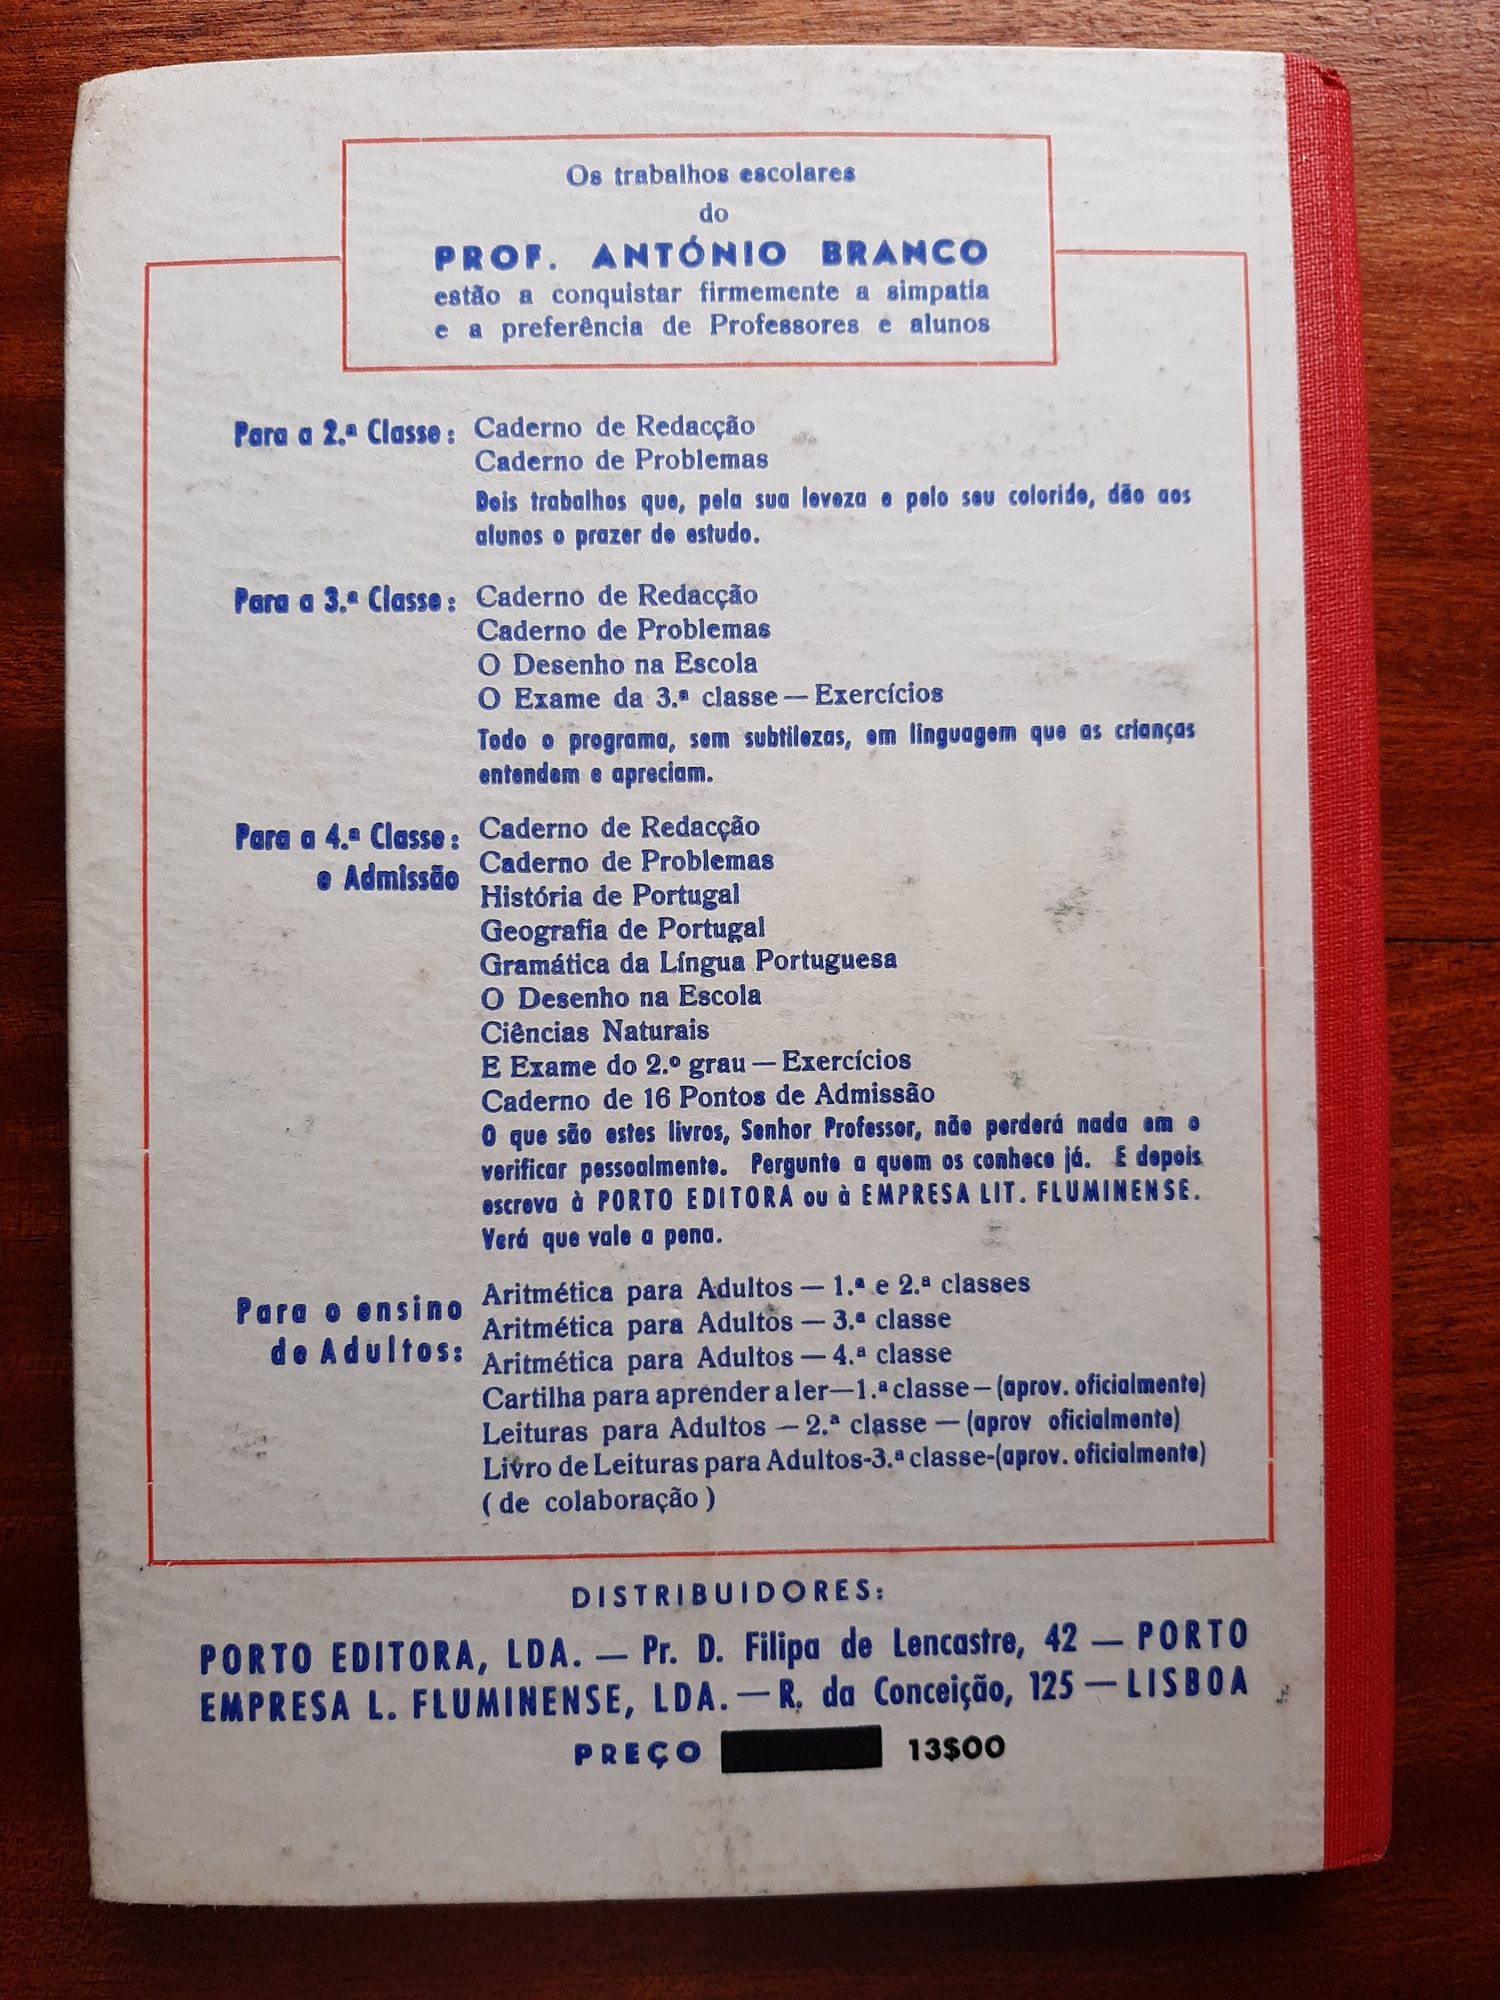 Os trabalhos escolares
do
PROF. ANTÓNIO BRANCO
estão a conquistar firmemente a simpatia
e a preferência de Professores e alunos
Para a 2.ª Classe: Caderno de Redacção
Caderno de Problemas
Dois trabalhos que, pela sua leveza e pelo seu colorido, dão aos
alunos o prazer do estudo.
Para a 3.ª Classe: Caderno de Redacção
Caderno de Problemas
O Desenho na Escola
O Exame da 3.ª classe — Exercícios
Todo o programa, sem subtilezas, em linguagem que as crianças
entendem e apreciam.
Para a 4.ª Classe: Caderno de Redacção
e Admissão Caderno de Problemas
História de Portugal
Geografia de Portugal
Gramática da Língua Portuguesa
O Desenho na Escola
Ciências Naturais
E Exame do 2.º grau — Exercícios
Caderno de 16 Pontos de Admissão
O que são estes livros, Senhor Professor, não perderá nada em o
verificar pessoalmente. Pergunte a quem os conhece já. E depois
escreva à PORTO EDITORA ou à EMPRESA LIT. FLUMINENSE.
Verá que vale a pena.
Para o ensino Aritmética para Adultos — 1.ª e 2.ª classes
de Adultos: Aritmética para Adultos — 3.ª classe
Aritmética para Adultos — 4.ª classe
Cartilha para aprender a ler—1.ª classe — (aprov. oficialmente)
Leituras para Adultos — 2.ª classe — (aprov oficialmente)
Livro de Leituras para Adultos-3.ª classe-(aprov. oficialmente)
( de colaboração )
DISTRIBUIDORES:
PORTO EDITORA, LDA. — Pr. D. Filipa de Lencastre, 42 — PORTO
EMPRESA L. FLUMINENSE, LDA. — R. da Conceição, 125 — LISBOA
PREÇO 13$00